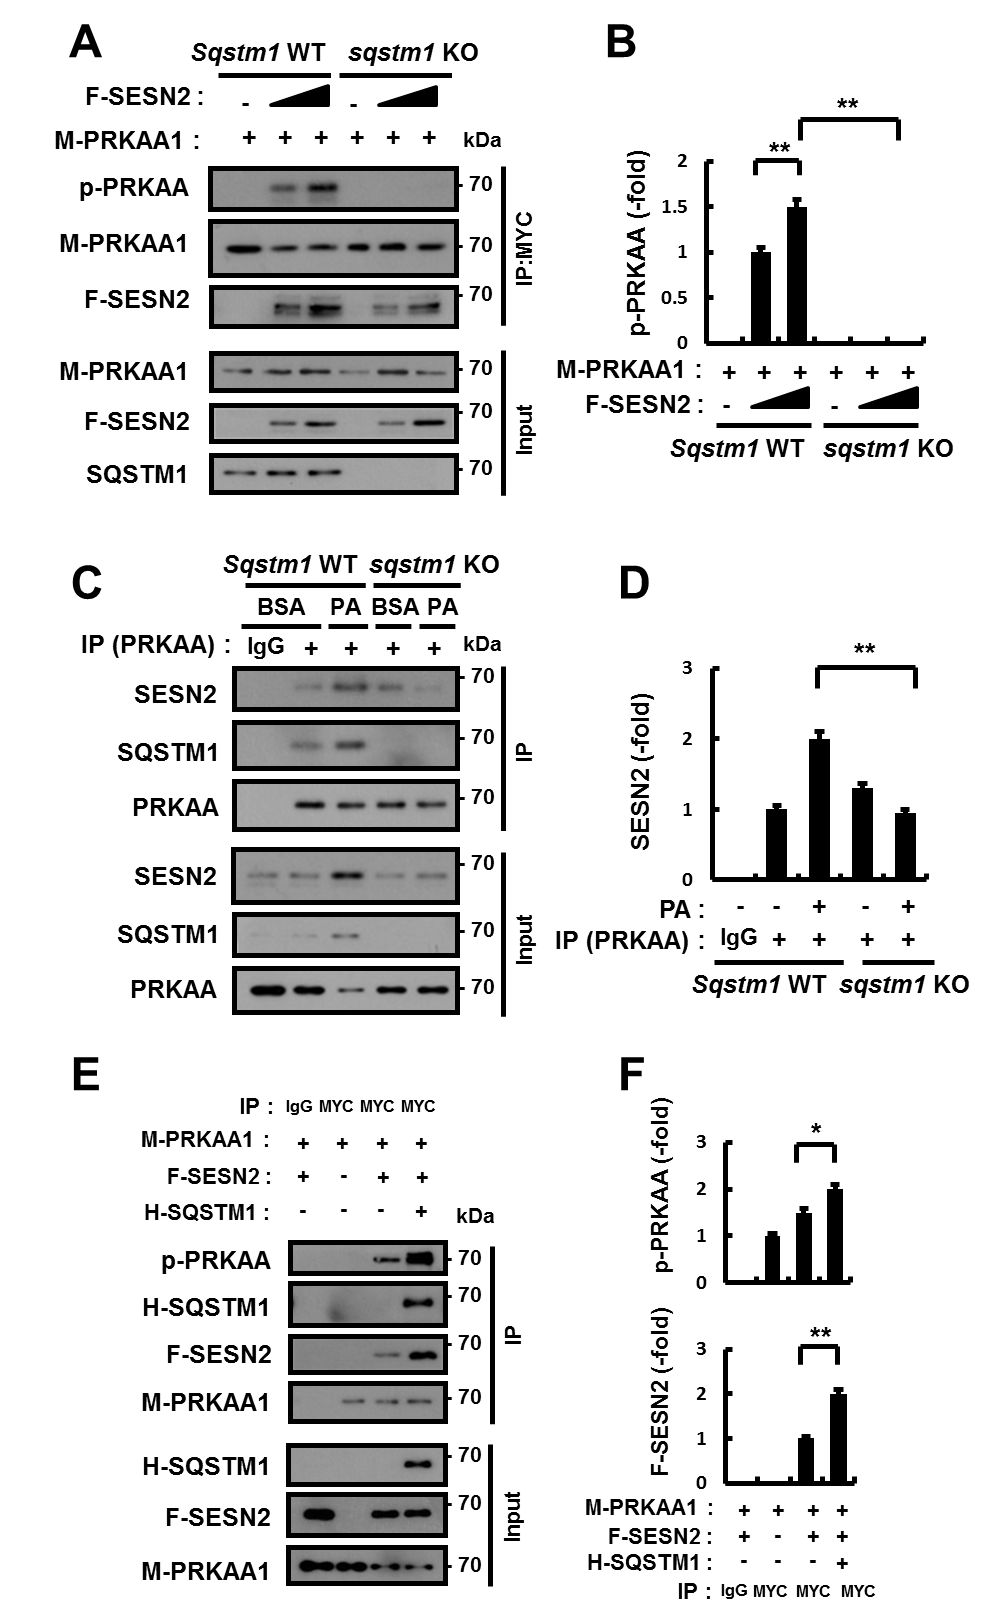 A
Sqstm1 WT sqstm1 KO
F-SESN2 : - -
M-PRKAA1 : + + + + + + kDa
p-PRKAA 70
M-PRKAA1 70
F-SESN2 70
IP:MYC
M-PRKAA1 70
F-SESN2 70
SQSTM1 70
Input
B
** **
p-PRKAA (-fold)
2
1.5
1
0.5
0
M-PRKAA1 : + + + + + +
F-SESN2 : - -
Sqstm1 WT sqstm1 KO
C
Sqstm1 WT sqstm1 KO
BSA PA BSA PA
IP (PRKAA) : IgG + + + + kDa
SESN2 70
SQSTM1 70
PRKAA 70
IP
SESN2 70
SQSTM1 70
PRKAA 70
Input
D
**
SESN2 (-fold)
3
2
1
0
PA : - - + - +
IP (PRKAA) : IgG + + + +
Sqstm1 WT sqstm1 KO
E
IP : IgG MYC MYC MYC
M-PRKAA1 : + + + +
F-SESN2 : + - + +
H-SQSTM1 : - - - + kDa
p-PRKAA 70
H-SQSTM1 70
F-SESN2 70
M-PRKAA1 70
IP
H-SQSTM1 70
F-SESN2 70
M-PRKAA1 70
Input
F
*
p-PRKAA (-fold)
3
2
1
0
**
F-SESN2 (-fold)
3
2
1
0
M-PRKAA1 : + + + +
F-SESN2 : + - + +
H-SQSTM1 : - - - +
IP : IgG MYC MYC MYC